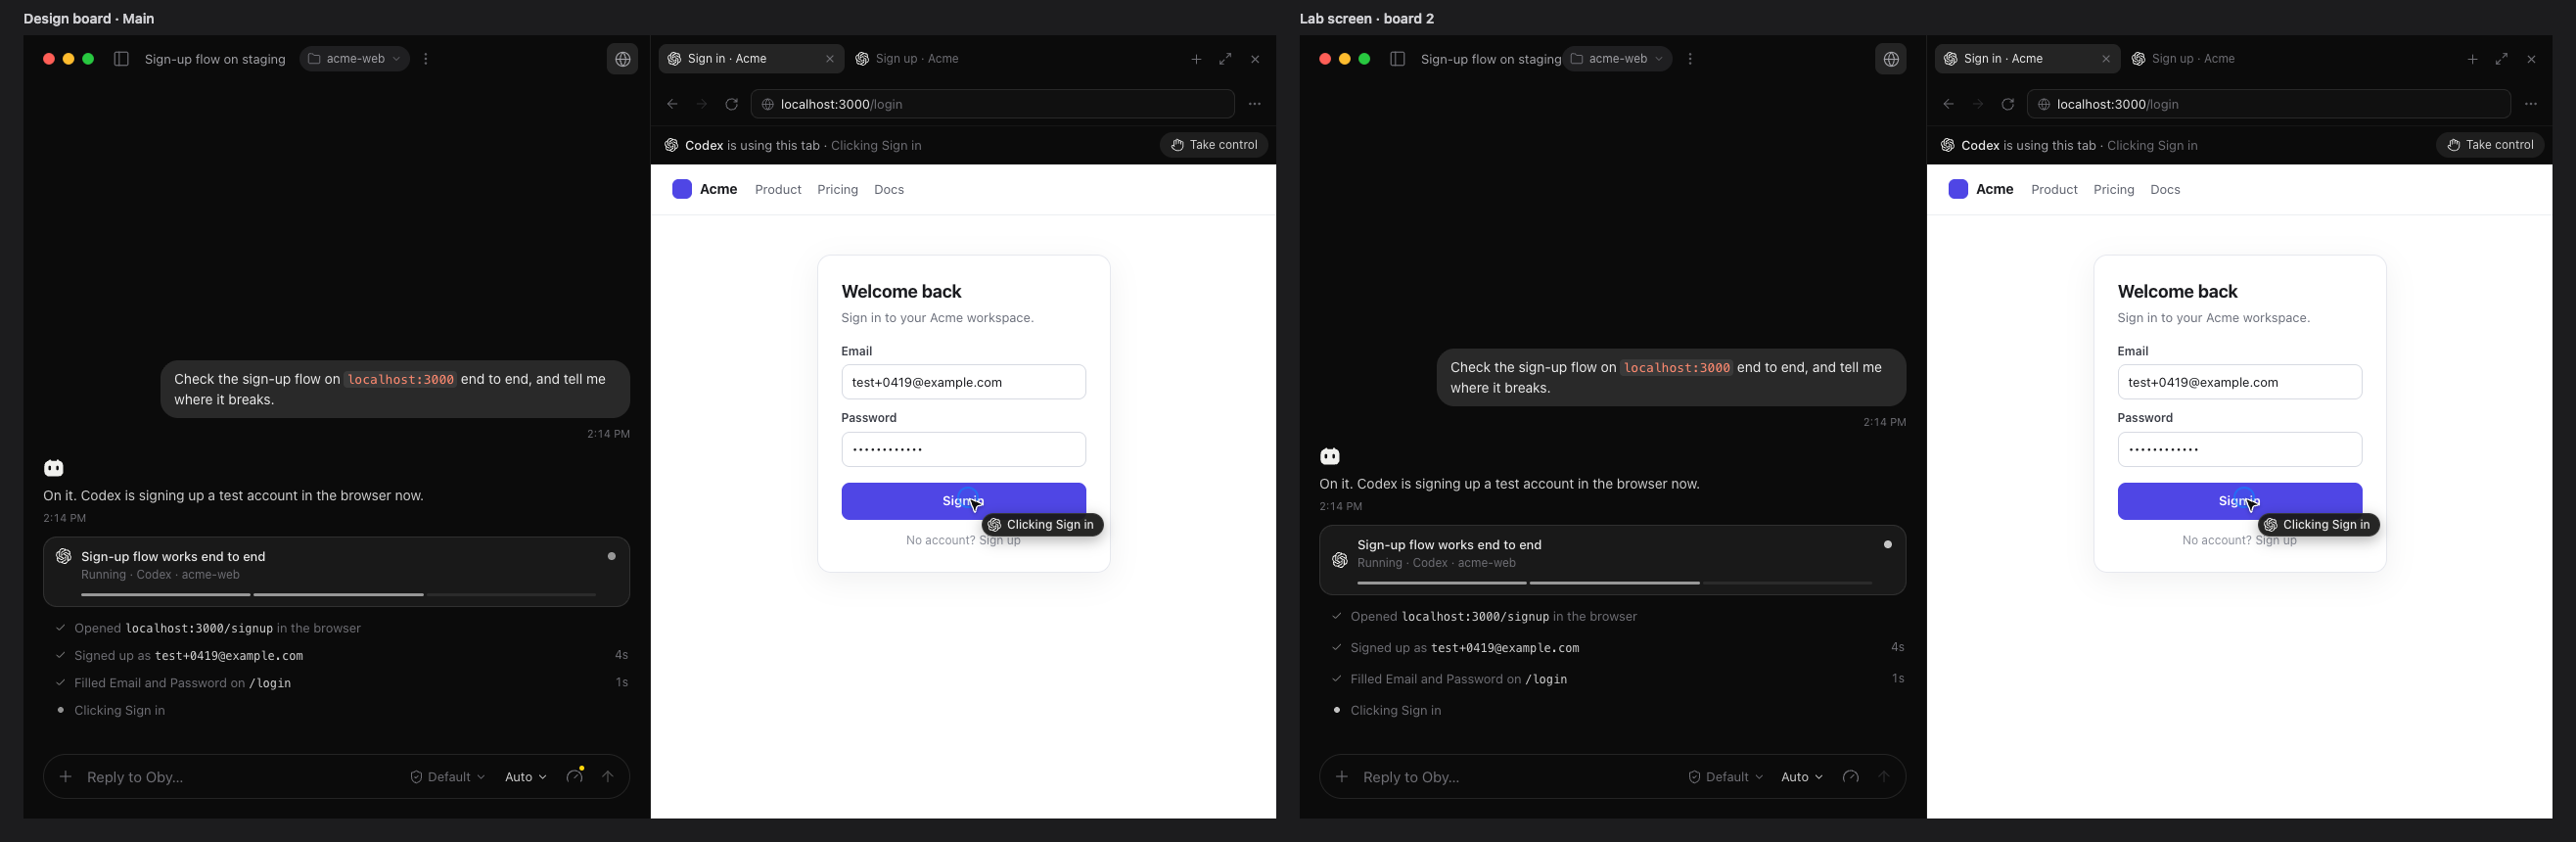 Design board · Main
Sign-up flow on staging
acme-web
Sign in · Acme
Sign up · Acme
localhost:3000/login
Codex is using this tab · Clicking Sign in
Take control
Acme
Product
Pricing
Docs
Welcome back
Sign in to your Acme workspace.
Email
test+0419@example.com
Password
Sign in
Clicking Sign in
No account? Sign up
Check the sign-up flow on localhost:3000 end to end, and tell me
where it breaks.
2:14 PM
On it. Codex is signing up a test account in the browser now.
2:14 PM
Sign-up flow works end to end
Running · Codex · acme-web
Opened localhost:3000/signup in the browser
Signed up as test+0419@example.com 4s
Filled Email and Password on /login 1s
Clicking Sign in
Reply to Oby...
Default
Auto
Lab screen · board 2
Sign-up flow on staging
acme-web
Sign in · Acme
Sign up · Acme
localhost:3000/login
Codex is using this tab · Clicking Sign in
Take control
Acme
Product
Pricing
Docs
Welcome back
Sign in to your Acme workspace.
Email
test+0419@example.com
Password
Sign in
Clicking Sign in
No account? Sign up
Check the sign-up flow on localhost:3000 end to end, and tell me
where it breaks.
2:14 PM
On it. Codex is signing up a test account in the browser now.
2:14 PM
Sign-up flow works end to end
Running · Codex · acme-web
Opened localhost:3000/signup in the browser
Signed up as test+0419@example.com 4s
Filled Email and Password on /login 1s
Clicking Sign in
Reply to Oby...
Default
Auto